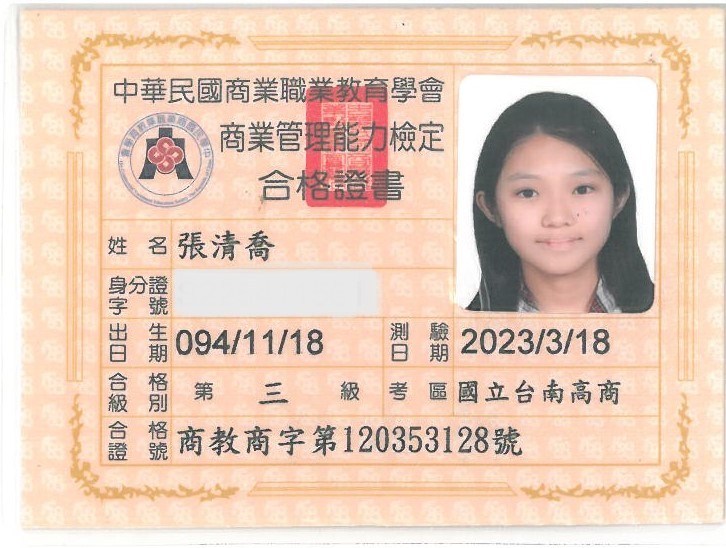 中華民國商業職業教育學會
商業管理能力檢定
合格證書
姓名 張清喬
身分證字號
出生日期 094/11/18 測驗日期 2023/3/18
合格級別 第三級 考區 國立台南高商
合格證號 商教商字第120353128號